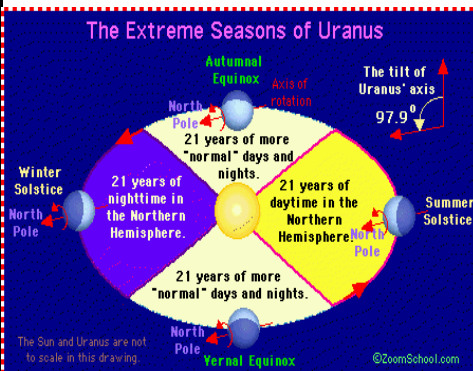 The Extreme Seasons of Uranus
Autumnal
Equinox
Axis of
rotation
North
Pole
The tilt of
Uranus' axis
97.9°
21 years of more
"normal" days and
nights.
Winter
Solstice
North
Pole
21 years of
nighttime in
the Northern
Hemisphere.
21 years of
daytime in the
Northern
Hemisphere.
North
Pole
Summer
Solstice
21 years of more
"normal" days and nights.
North
Pole
Vernal Equinox
The Sun and Uranus are not
to scale in this drawing.
©ZoomSchool.com